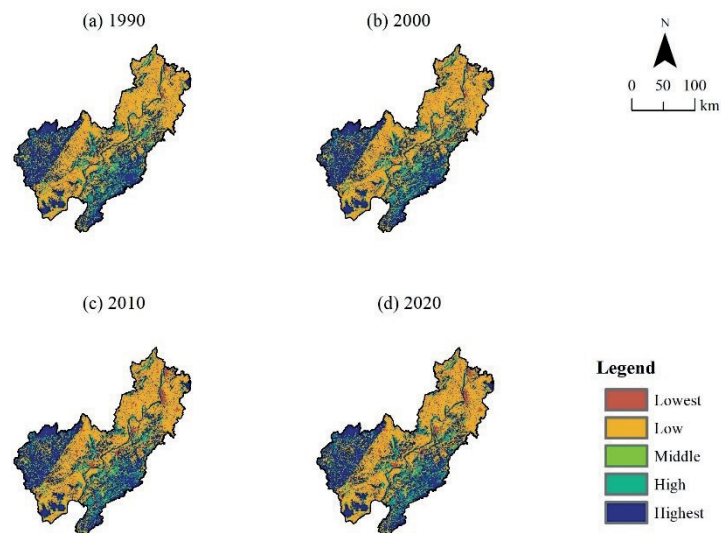 (a) 1990
(b) 2000
N
0 50 100
km
(c) 2010
(d) 2020
Legend
Lowest
Low
Middle
High
Highest